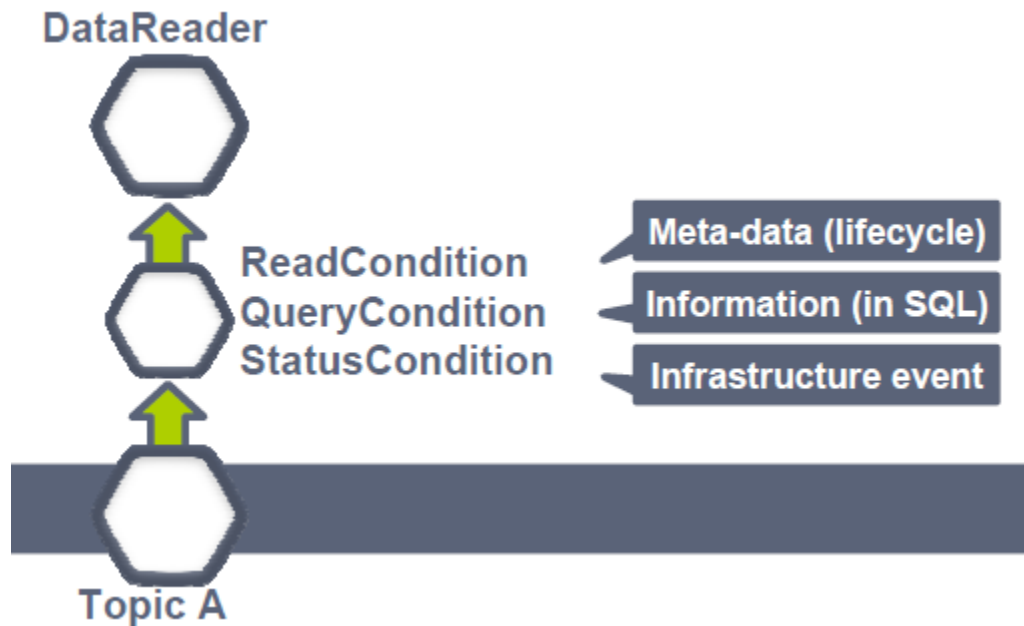 DataReader
ReadCondition
QueryCondition
StatusCondition
Meta-data (lifecycle)
Information (in SQL)
Infrastructure event
Topic A